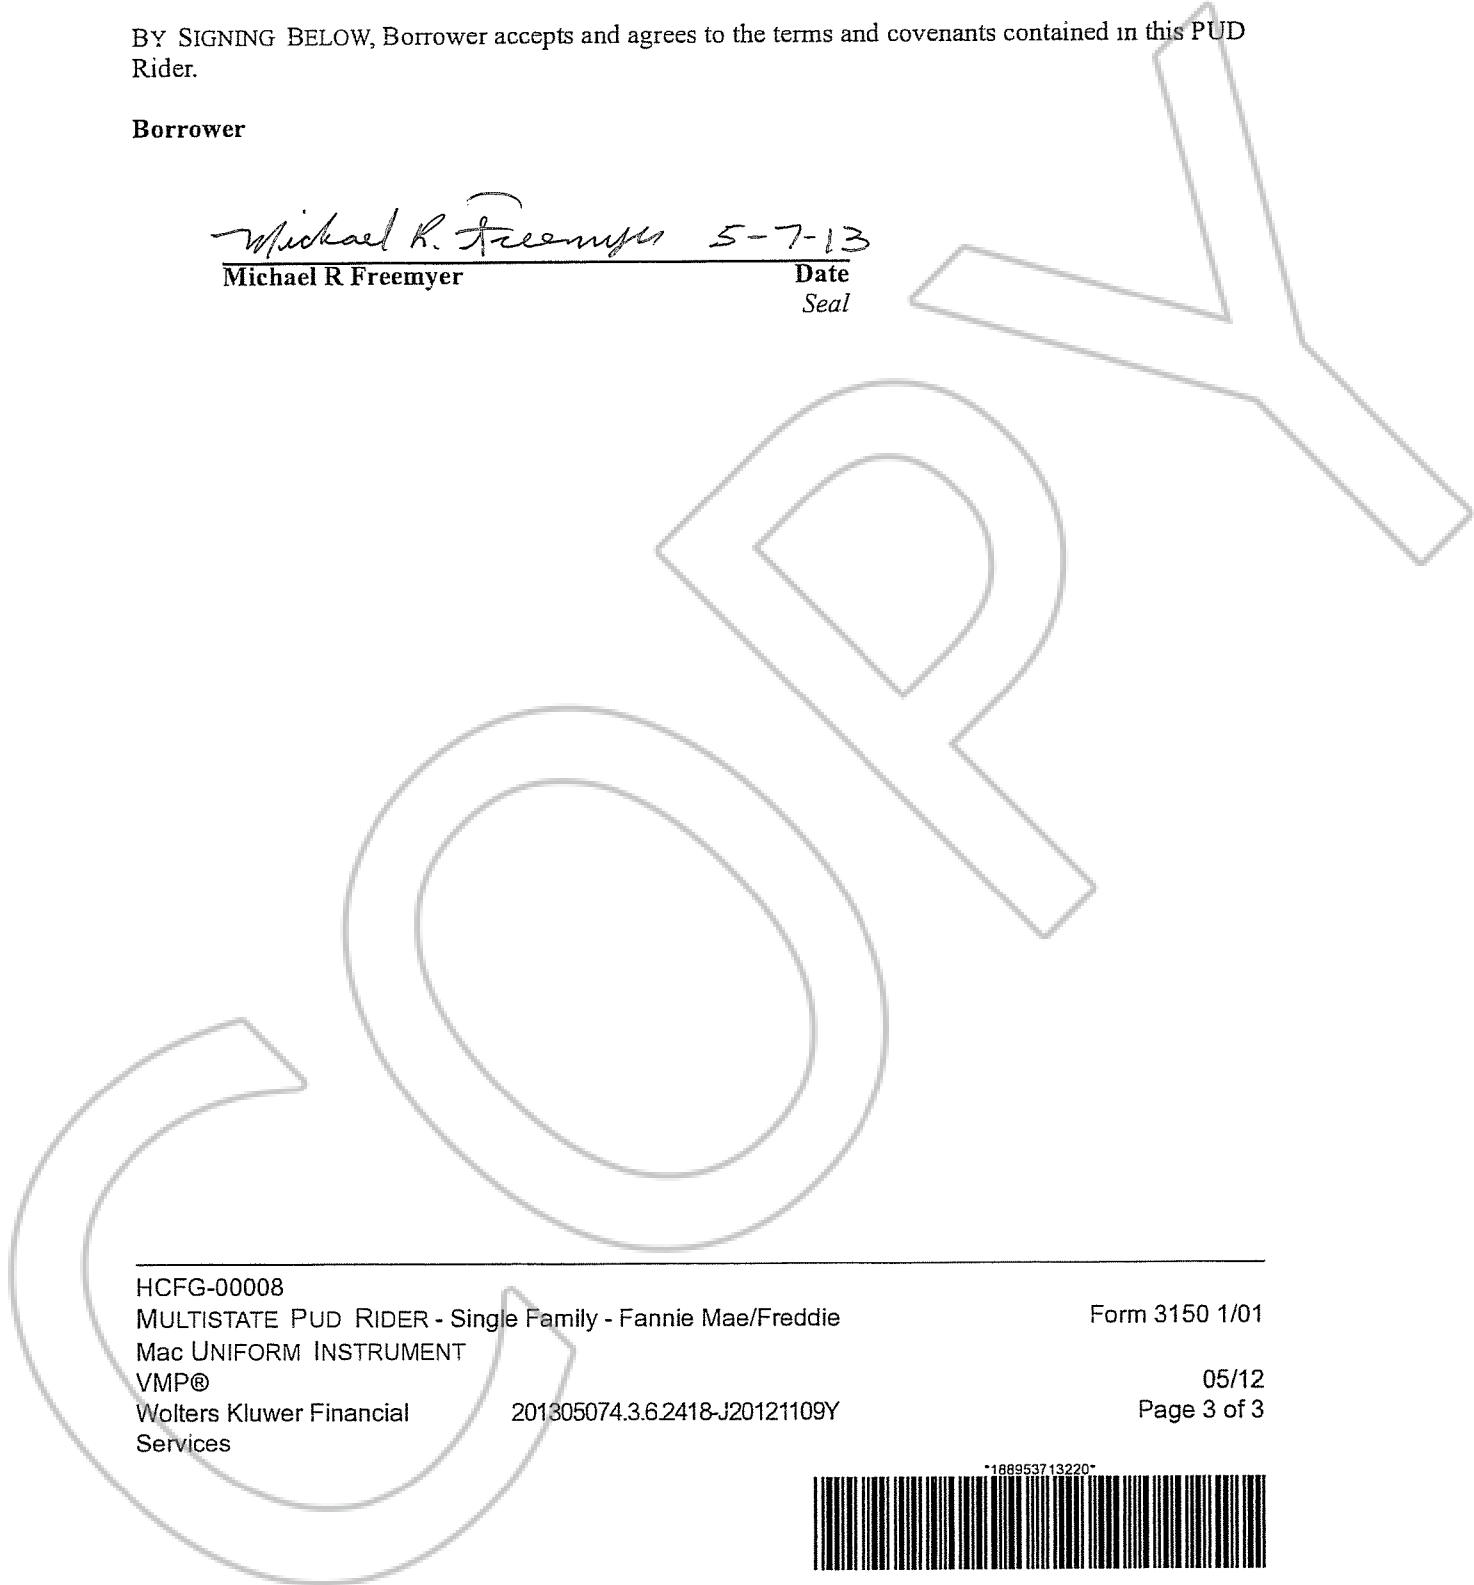 BY SIGNING BELOW, Borrower accepts and agrees to the terms and covenants contained in this PUD
Rider.
Borrower
Michael R. Freemyer 5-7-13
Michael R Freemyer Date
Seal
COPY
HCFG-00008
MULTISTATE PUD RIDER - Single Family - Fannie Mae/Freddie Form 3150 1/01
Mac UNIFORM INSTRUMENT
VMP® 05/12
Wolters Kluwer Financial 201305074.3.6.2418-J20121109Y Page 3 of 3
Services
*188953713220*